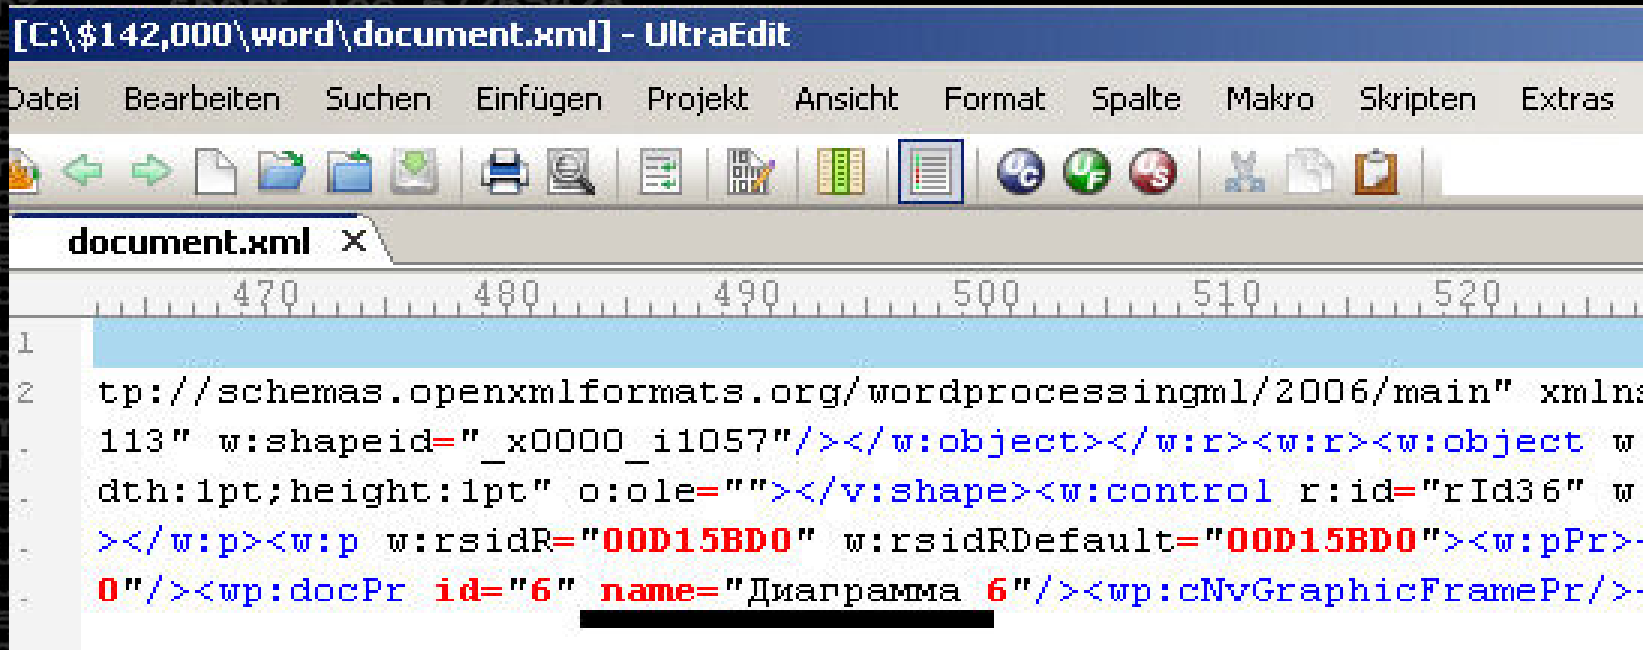 [C:\$142,000\word\document.xml] - UltraEdit
Datei Bearbeiten Suchen Einfügen Projekt Ansicht Format Spalte Makro Skripten Extras
document.xml
470 480 490 500 510 520
1
2 tp://schemas.openxmlformats.org/wordprocessingml/2006/main" xmlns
113" w:shapeid="_x0000_i1057"/></w:object></w:r><w:r><w:object w
dth:1pt;height:1pt" o:ole=""></v:shape><w:control r:id="rId36" w
></w:p><w:p w:rsidR="00D15BD0" w:rsidRDefault="00D15BD0"><w:pPr>
0"/><wp:docPr id="6" name="Диаграмма 6"/><wp:cNvGraphicFramePr/>